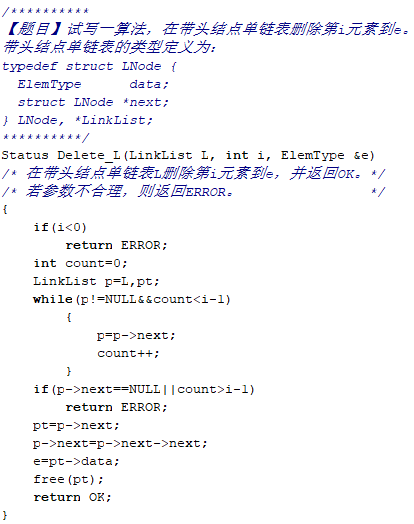 /**********
【题目】试写一算法，在带头结点单链表删除第i元素到e。
带头结点单链表的类型定义为：
typedef struct LNode {
  ElemType      data;
  struct LNode *next;
} LNode, *LinkList;
**********/
Status Delete_L(LinkList L, int i, ElemType &e)
/* 在带头结点单链表L删除第i元素到e，并返回OK。*/
/* 若参数不合理，则返回ERROR。                 */
{
    if(i<0)
        return ERROR;
    int count=0;
    LinkList p=L,pt;
    while(p!=NULL&&count<i-1)
        {
            p=p->next;
            count++;
        }
    if(p->next==NULL||count>i-1)
        return ERROR;
    pt=p->next;
    p->next=p->next->next;
    e=pt->data;
    free(pt);
    return OK;
}